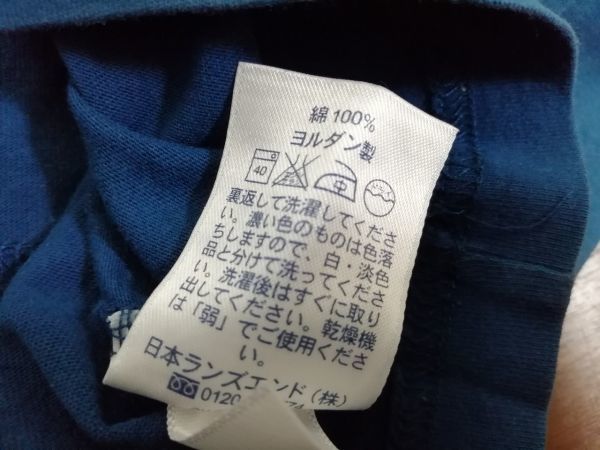 綿 100%
ヨルダン製
40 中
裏返して洗濯してくださ
い。濃い色のものは色落
ちしますので、白・淡色
品と分けて洗ってくださ
い。洗濯後はすぐに取り
出してください。乾燥機
は「弱」でご使用くださ
い。
日本ランズエンド(株)
0120